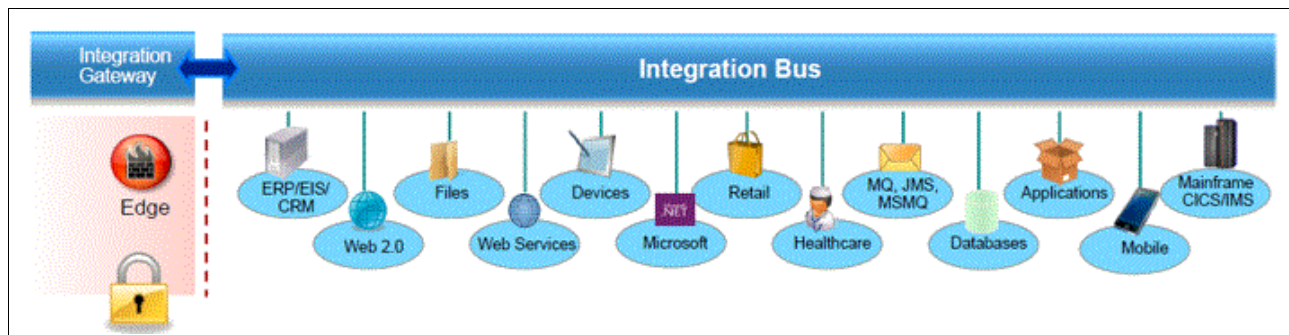 Integration
Gateway
Integration Bus
Edge
ERP/EIS/
CRM
Web 2.0
Files
Web Services
Devices
.NET
Microsoft
Retail
Healthcare
MQ, JMS,
MSMQ
Databases
Applications
Mobile
Mainframe
CICS/IMS